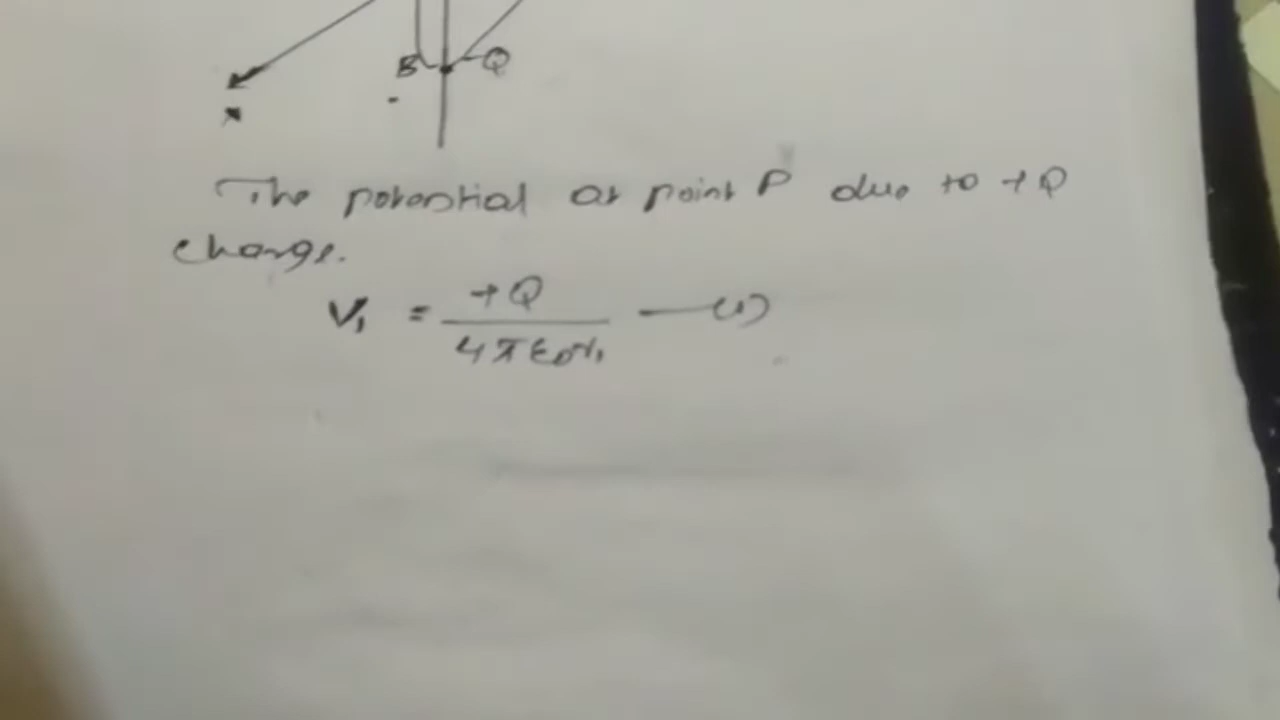 B -Q
x
The potential at point P due to +Q
charge.
V₁ = +Q / 4πε₀r₁ —(1)